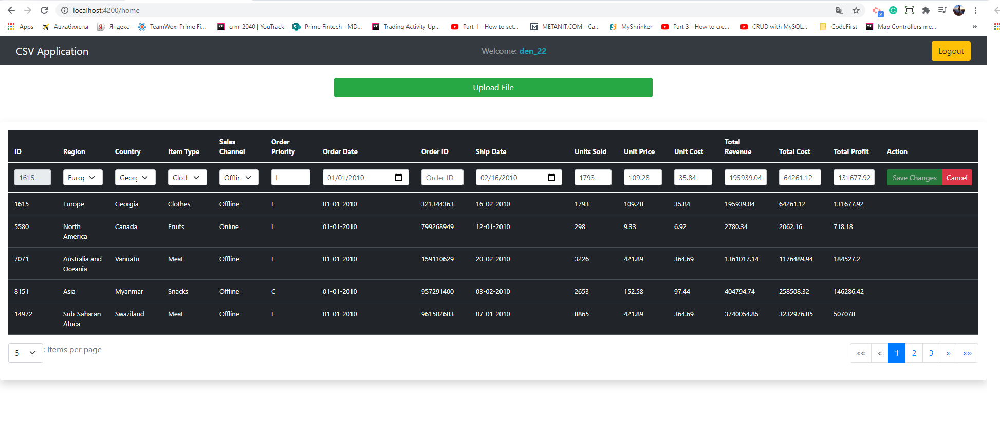 localhost:4200/home
2
Apps Авиабилеты Яндекс TeamWox: Prime Fi... crm-2040 | YouTrack Prime Fintech - MD... Trading Activity Up... Part 1 - How to set... METANIT.COM - Ca... MyShrinker Part 3 - How to cre... CRUD with MySQL... CodeFirst Map Controllers me... »
CSV Application Welcome: den_22 Logout
Upload File
ID Region Country Item Type Sales Channel Order Priority Order Date Order ID Ship Date Units Sold Unit Price Unit Cost Total Revenue Total Cost Total Profit Action
1615 Europ Georg Cloth Offlin L 01/01/2010 Order ID 02/16/2010 1793 109.28 35.84 195939.04 64261.12 131677.92 Save Changes Cancel
1615 Europe Georgia Clothes Offline L 01-01-2010 321344363 16-02-2010 1793 109.28 35.84 195939.04 64261.12 131677.92
5580 North America Canada Fruits Online L 01-01-2010 799268949 12-01-2010 298 9.33 6.92 2780.34 2062.16 718.18
7071 Australia and Oceania Vanuatu Meat Offline L 01-01-2010 159110629 20-02-2010 3226 421.89 364.69 1361017.14 1176489.94 184527.2
8151 Asia Myanmar Snacks Offline C 01-01-2010 957291400 03-02-2010 2653 152.58 97.44 404794.74 258508.32 146286.42
14972 Sub-Saharan Africa Swaziland Meat Offline L 01-01-2010 961502683 07-01-2010 8865 421.89 364.69 3740054.85 3232976.85 507078
5 : Items per page «« « 1 2 3 » »»